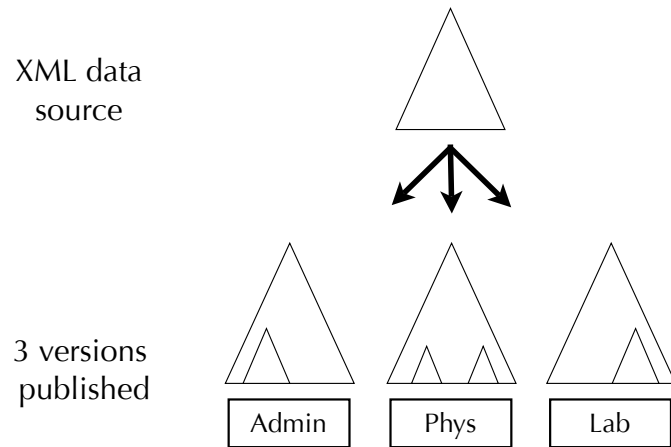 XML data
source
3 versions
published
Admin
Phys
Lab